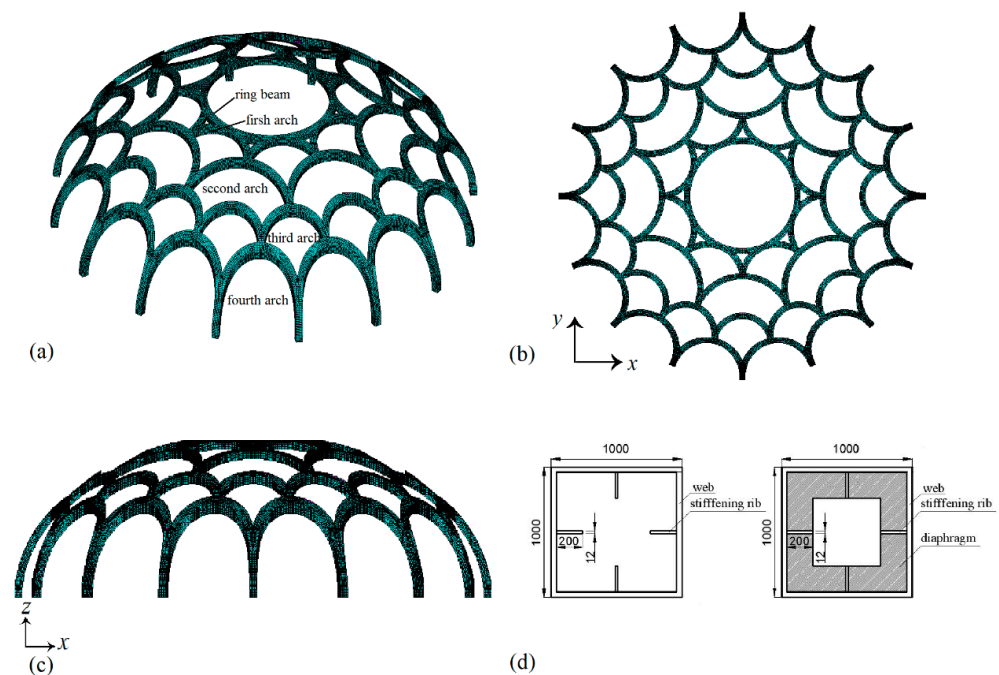 ring beam
firsh arch
second arch
third arch
fourth arch
(a)
y
x
(b)
z
x
(c)
1000
1000
web
stifffening rib
200
12
1000
1000
web
stifffening rib
diaphragm
200
12
(d)